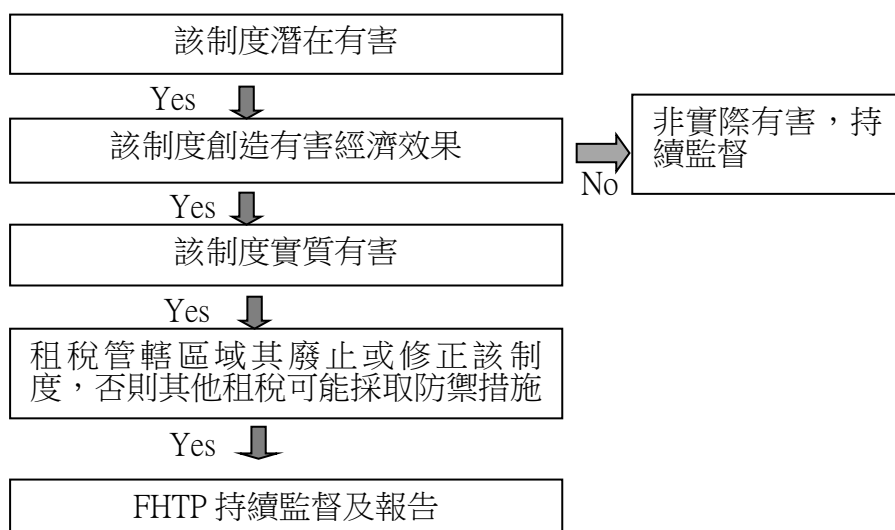 該制度潛在有害
Yes
該制度創造有害經濟效果
No
非實際有害，持
續監督
Yes
該制度實質有害
Yes
租稅管轄區域其廢止或修正該制
度，否則其他租稅可能採取防禦措施
Yes
FHTP 持續監督及報告